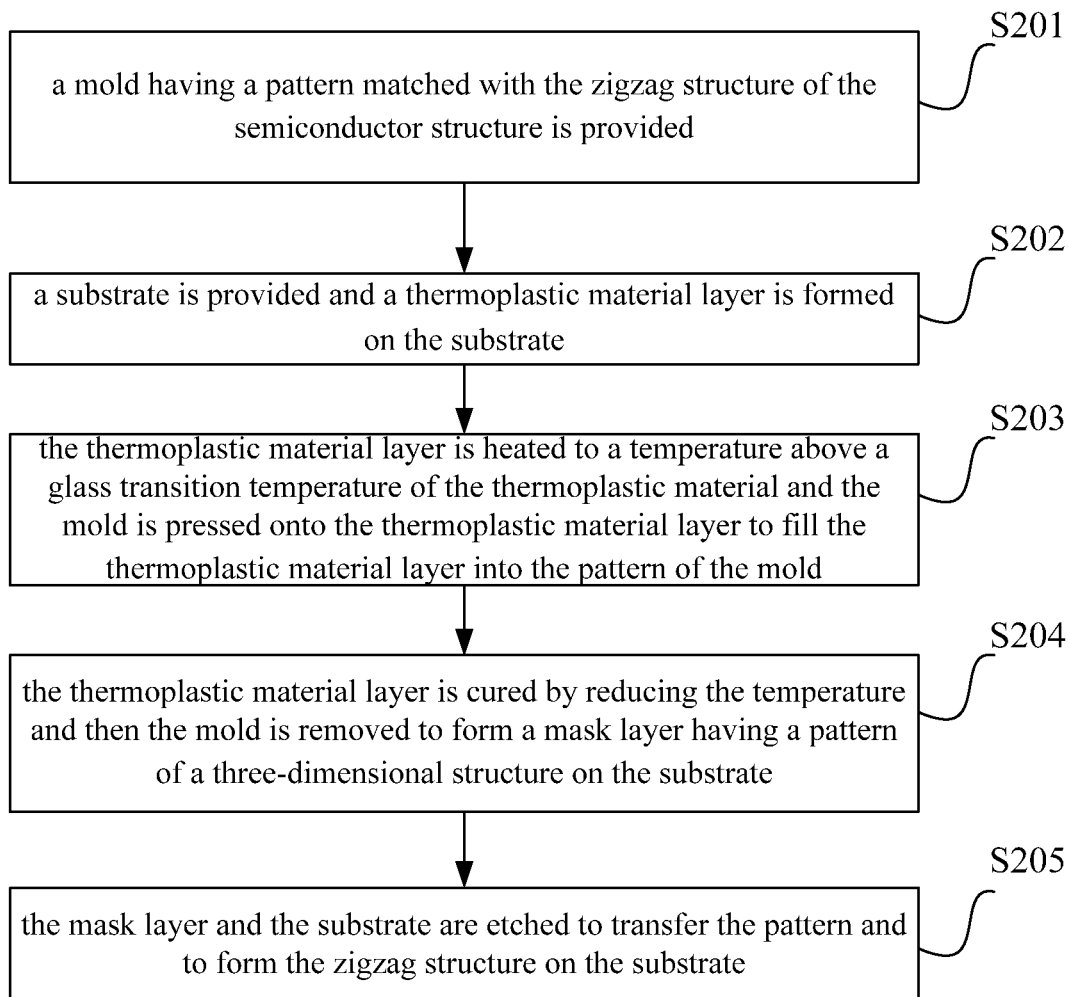 S201
a mold having a pattern matched with the zigzag structure of the
semiconductor structure is provided
S202
a substrate is provided and a thermoplastic material layer is formed
on the substrate
S203
the thermoplastic material layer is heated to a temperature above a
glass transition temperature of the thermoplastic material and the
mold is pressed onto the thermoplastic material layer to fill the
thermoplastic material layer into the pattern of the mold
S204
the thermoplastic material layer is cured by reducing the temperature
and then the mold is removed to form a mask layer having a pattern
of a three-dimensional structure on the substrate
S205
the mask layer and the substrate are etched to transfer the pattern and
to form the zigzag structure on the substrate